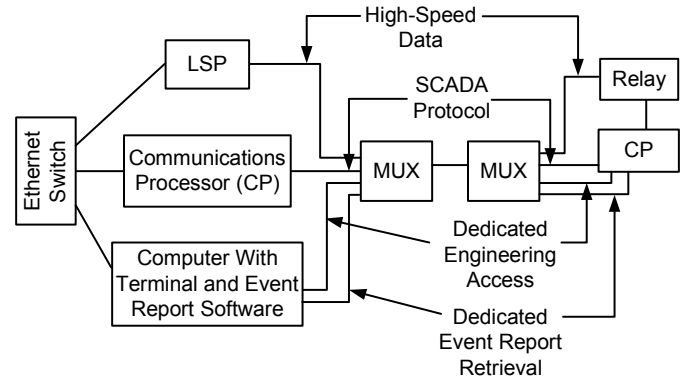 High-Speed
Data
LSP
Relay
SCADA
Protocol
Ethernet
Switch
Communications
Processor (CP)
MUX
MUX
CP
Computer With
Terminal and Event
Report Software
Dedicated
Engineering
Access
Dedicated
Event Report
Retrieval